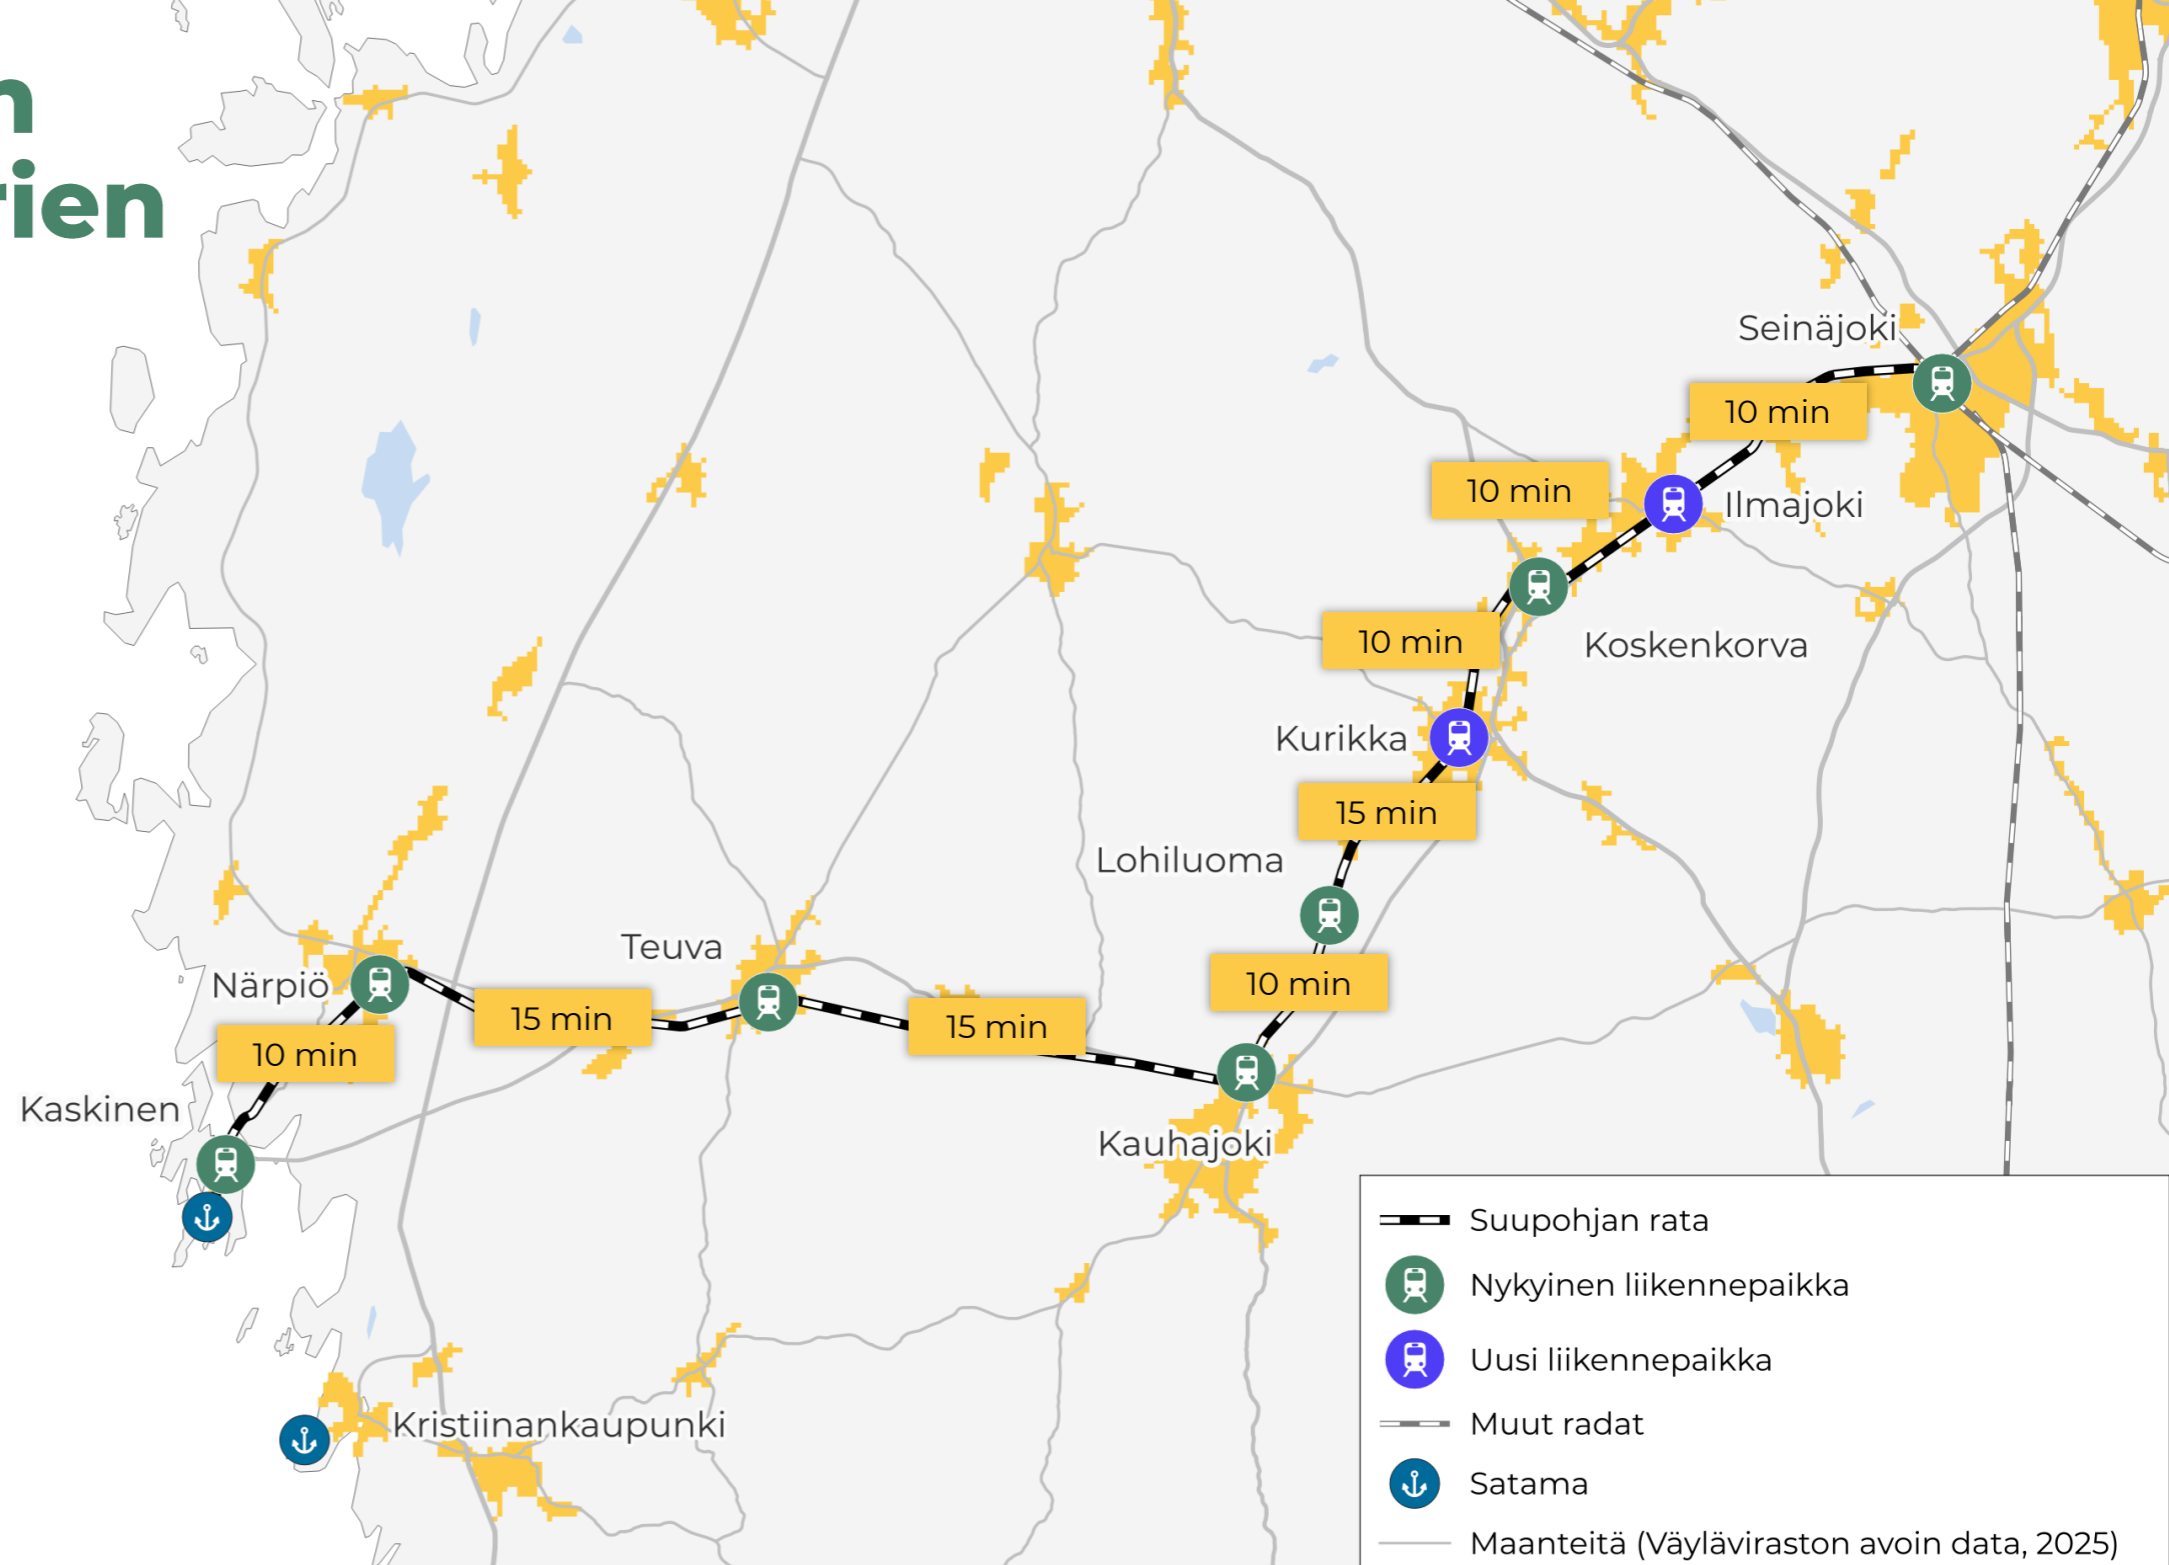 n
rien
Seinäjoki
10 min
10 min
Ilmajoki
10 min
Koskenkorva
Kurikka
15 min
Lohiluoma
Teuva
10 min
Närpiö
15 min
15 min
10 min
Kaskinen
Kauhajoki
Kristiinankaupunki
Suupohjan rata
Nykyinen liikennepaikka
Uusi liikennepaikka
Muut radat
Satama
Maanteitä (Väyläviraston avoin data, 2025)